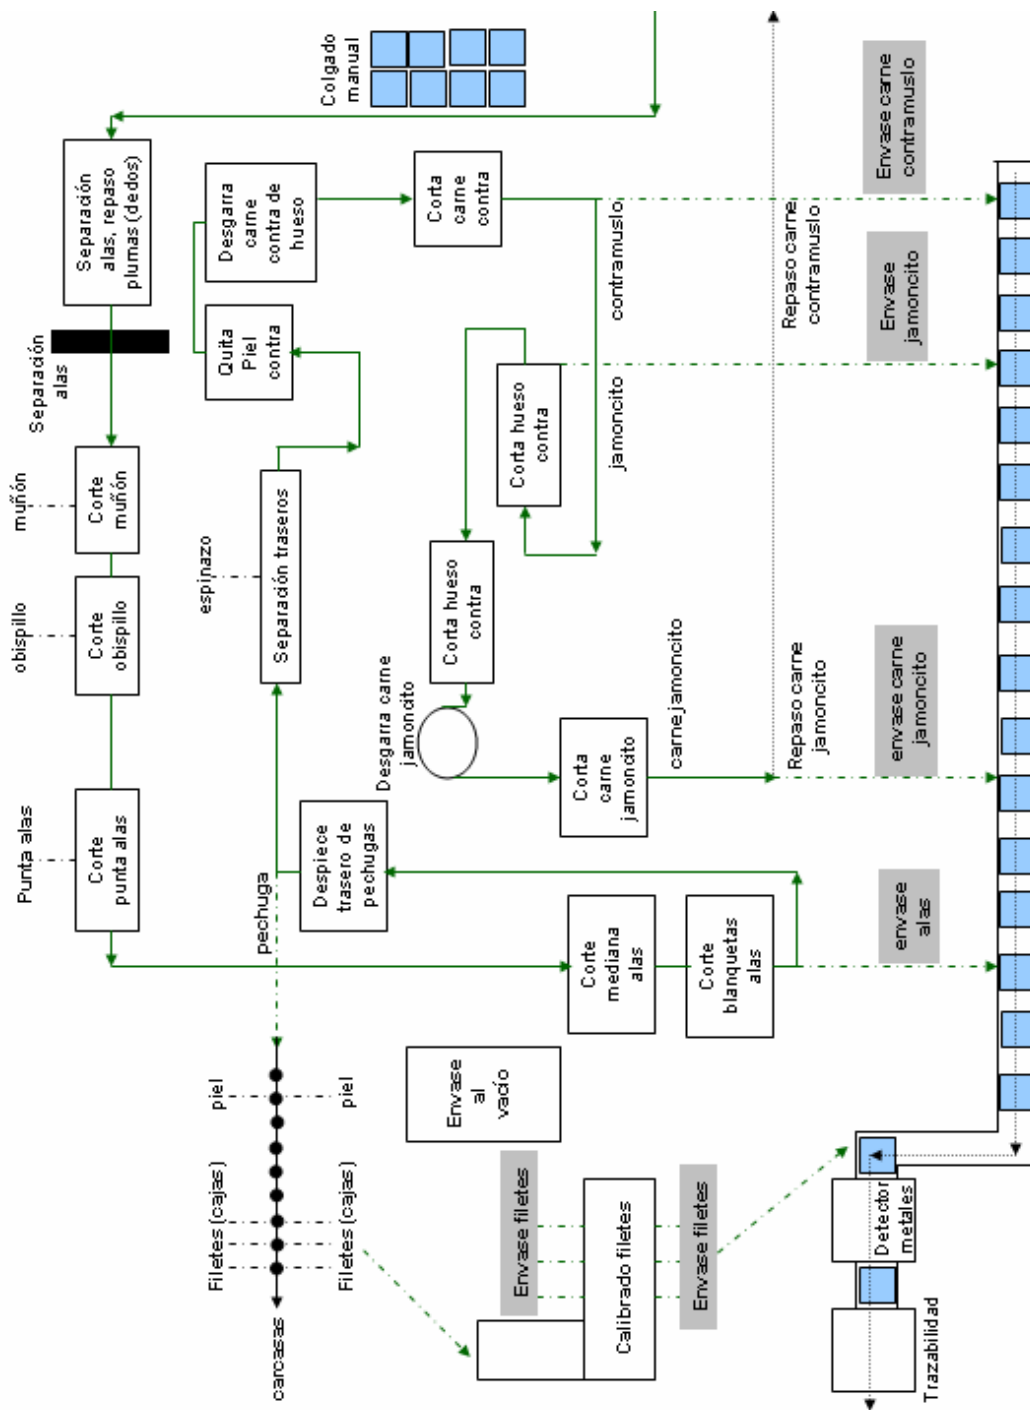 Punta alas
obispillo
muñón
Separación
alas
Corte
punta alas
Corte
obispillo
Corte
muñón
Separación
alas, repaso
plumas (dedos)
Filetes (cajas)
piel
espinazo
Quita
Piel
contra
Desgarra
carne
contra de
hueso
carcasas
pechuga
Separación traseros
Colgado
manual
Filetes (cajas)
piel
Despiece
trasero de
pechugas
Desgarra carne
jamoncito
Envase
al
vacío
Corta hueso
contra
Corta
carne
contra
Envase filetes
Corta hueso
contra
Calibrado filetes
Corte
mediana
alas
Corta
carne
jamoncito
jamoncito
contramuslo
Envase filetes
Corte
blanquetas
alas
carne jamoncito
Repaso carne
jamoncito
Repaso carne
contramuslo
Detector
metales
envase
alas
envase carne
jamoncito
Envase
jamoncito
Envase carne
contramuslo
Trazabilidad